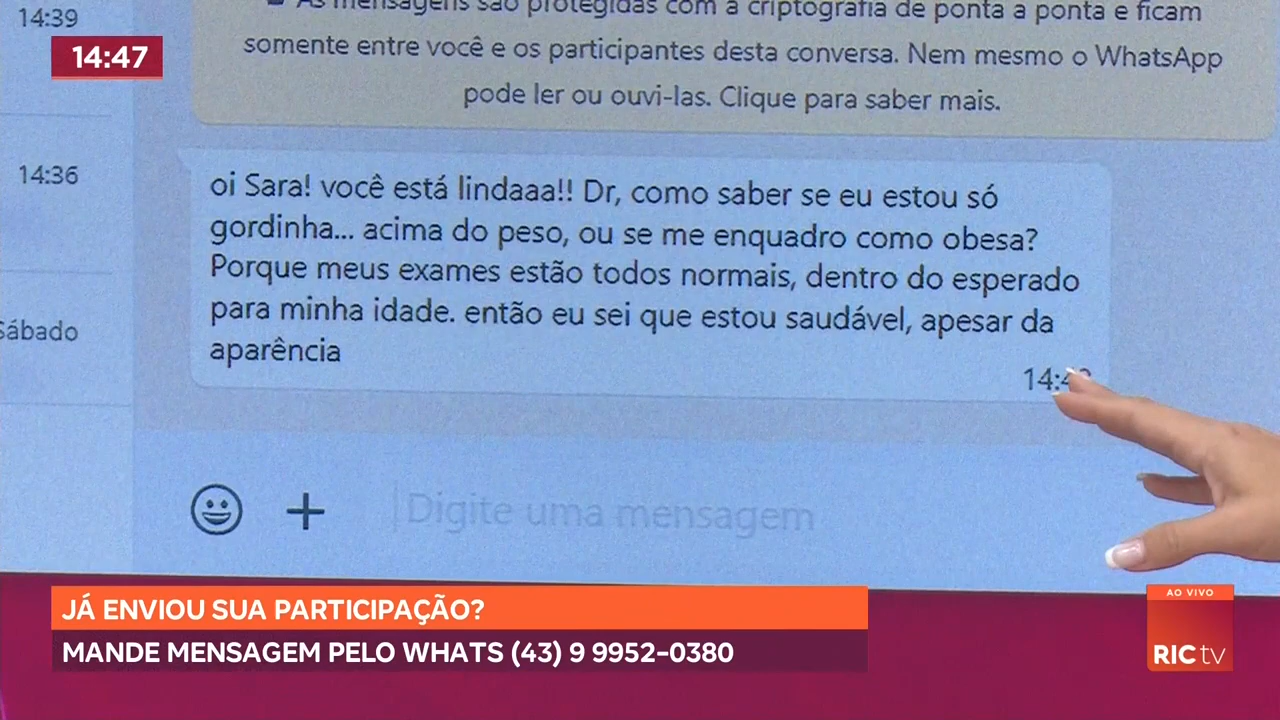 14:39
14:47
As mensagens são protegidas com a criptografia de ponta a ponta e ficam
somente entre você e os participantes desta conversa. Nem mesmo o WhatsApp
pode ler ou ouvi-las. Clique para saber mais.
14:36
oi Sara! você está lindaaa!! Dr, como saber se eu estou só
gordinha... acima do peso, ou se me enquadro como obesa?
Porque meus exames estão todos normais, dentro do esperado
para minha idade. então eu sei que estou saudável, apesar da
aparência
Sábado
Digite uma mensagem
JÁ ENVIOU SUA PARTICIPAÇÃO?
MANDE MENSAGEM PELO WHATS (43) 9 9952-0380
AO VIVO
RIC tv